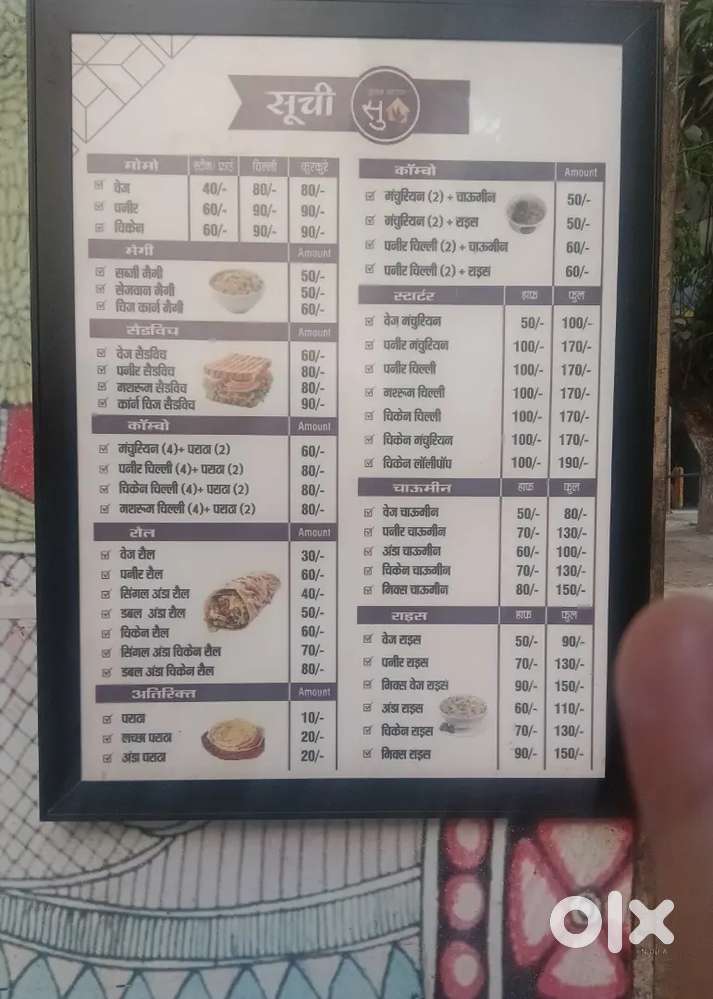 सूची
सु
मोमो स्टीम/ फ्राई चिल्ली कुरकुरे
वेज 40/- 80/- 80/-
पनीर 60/- 90/- 90/-
चिकेन 60/- 90/- 90/-
मैगी Amount
सब्जी मैगी 50/-
सेजवान मैगी 50/-
चिज कार्न मैगी 60/-
सैडविच Amount
वेज सैडविच 60/-
पनीर सैडविच 80/-
मशरूम सैडविच 80/-
कांर्न चिज सैडविच 90/-
कॉम्बो Amount
मंचुरियन (4)+ पराठा (2) 60/-
पनीर चिल्ली (4)+ पराठा (2) 80/-
चिकेन चिल्ली (4)+ पराठा (2) 80/-
मशरूम चिल्ली (4)+ पराठा (2) 80/-
रौल Amount
वेज रौल 30/-
पनीर रौल 60/-
सिंगल अंडा रौल 40/-
डबल अंडा रौल 50/-
चिकेन रौल 60/-
सिंगल अंडा चिकेन रौल 70/-
डबल अंडा चिकेन रौल 80/-
अतिरिक्त Amount
पराठा 10/-
लच्छा पराठा 20/-
अंडा पराठा 20/-
कॉम्बो Amount
मंचुरियन (2) + चाऊमीन 50/-
मंचुरियन (2) + राइस 50/-
पनीर चिल्ली (2) + चाऊमीन 60/-
पनीर चिल्ली (2) + राइस 60/-
स्टार्टर हाफ फूल
वेज मंचुरियन 50/- 100/-
पनीर मंचुरियन 100/- 170/-
पनीर चिल्ली 100/- 170/-
मशरूम चिल्ली 100/- 170/-
चिकेन चिल्ली 100/- 170/-
चिकेन मंचुरियन 100/- 170/-
चिकेन लॉलीपॉप 100/- 190/-
चाऊमीन हाफ फूल
वेज चाऊमीन 50/- 80/-
पनीर चाऊमीन 70/- 130/-
अंडा चाऊमीन 60/- 100/-
चिकेन चाऊमीन 70/- 130/-
मिक्स चाऊमीन 80/- 150/-
राइस हाफ फूल
वेज राइस 50/- 90/-
पनीर राइस 70/- 130/-
मिक्स वेज राइस 90/- 150/-
अंडा राइस 60/- 110/-
चिकेन राइस 70/- 130/-
मिक्स राइस 90/- 150/-
olx
INDIA